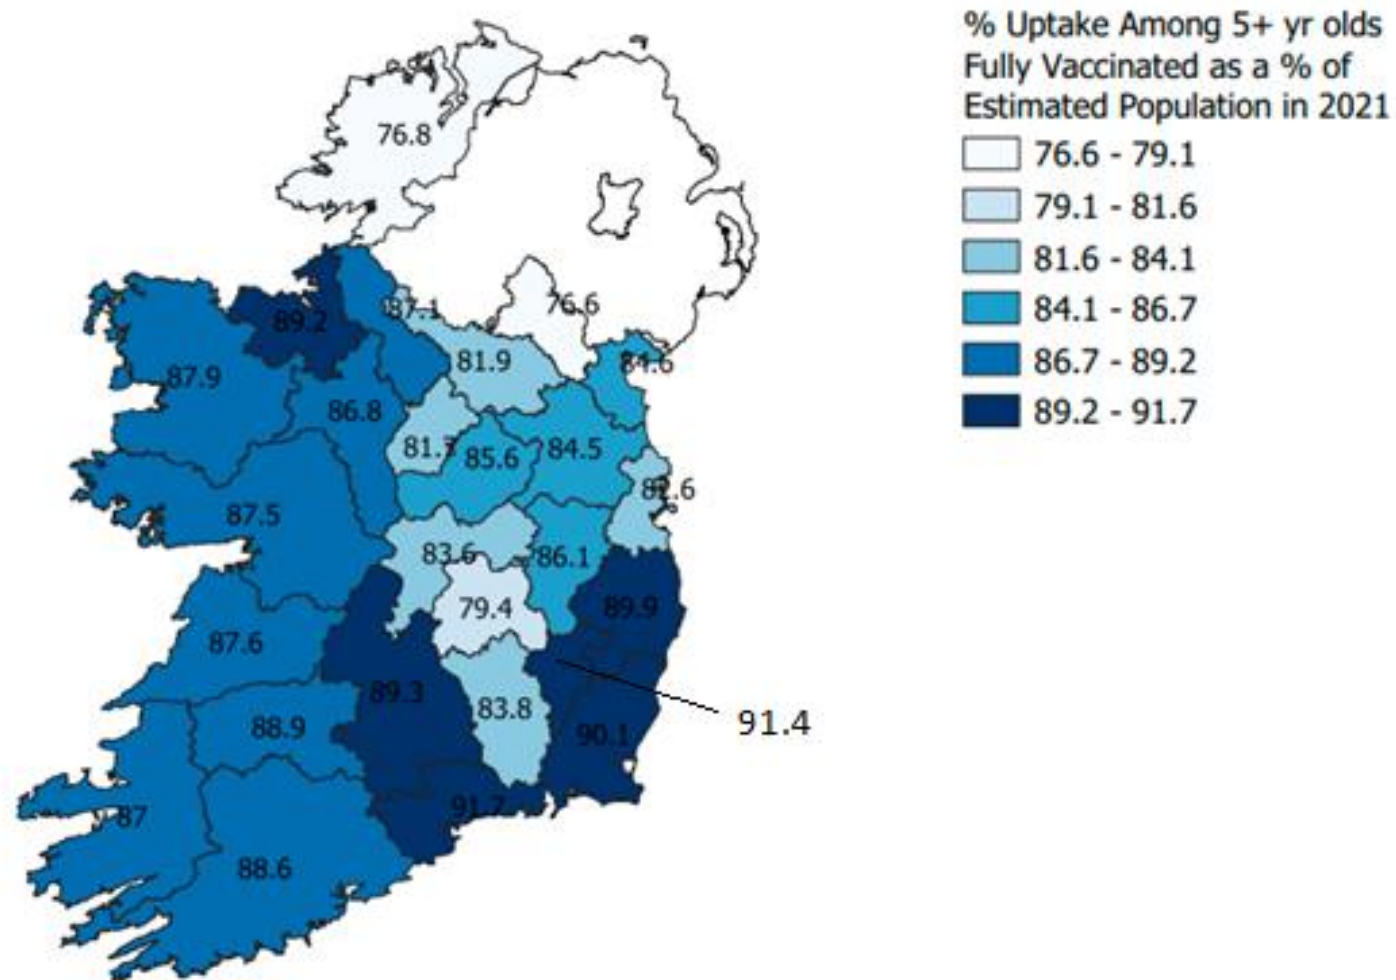 % Uptake Among 5+ yr olds
Fully Vaccinated as a % of
Estimated Population in 2021
76.6 - 79.1
79.1 - 81.6
81.6 - 84.1
84.1 - 86.7
86.7 - 89.2
89.2 - 91.7
76.8
76.6
87.1
89.2
81.9
84.6
87.9
86.8
81.7
85.6
84.5
82.6
87.5
83.6
86.1
79.4
89.9
87.6
89.3
83.8
91.4
88.9
90.1
91.7
87
88.6